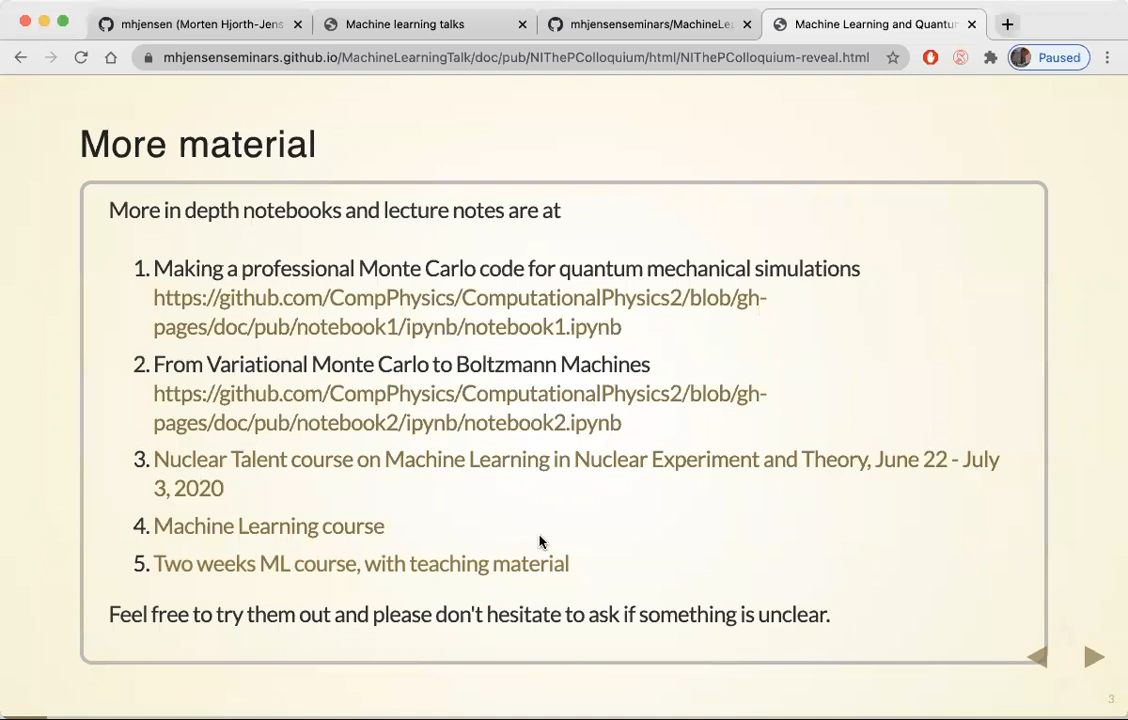 mhjensen (Morten Hjorth-Jens
Machine learning talks
mhjensenseminars/MachineLe
Machine Learning and Quantu
mhjensenseminars.github.io/MachineLearningTalk/doc/pub/NIThePColloquium/html/NIThePColloquium-reveal.html
Paused
More material
More in depth notebooks and lecture notes are at
1. Making a professional Monte Carlo code for quantum mechanical simulations
https://github.com/CompPhysics/ComputationalPhysics2/blob/gh-
pages/doc/pub/notebook1/ipynb/notebook1.ipynb
2. From Variational Monte Carlo to Boltzmann Machines
https://github.com/CompPhysics/ComputationalPhysics2/blob/gh-
pages/doc/pub/notebook2/ipynb/notebook2.ipynb
3. Nuclear Talent course on Machine Learning in Nuclear Experiment and Theory, June 22 - July
3, 2020
4. Machine Learning course
5. Two weeks ML course, with teaching material
Feel free to try them out and please don't hesitate to ask if something is unclear.
3